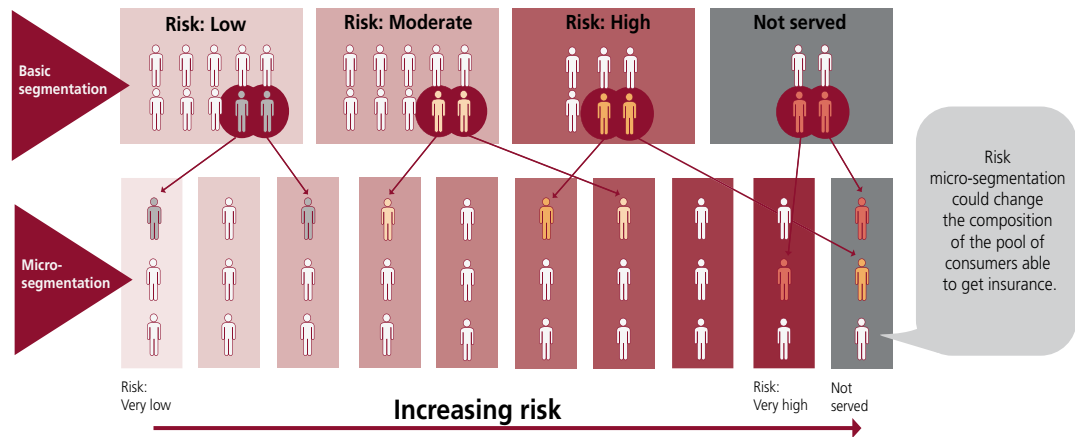 Risk: Low
Risk: Moderate
Risk: High
Not served
Basic
segmentation
Risk
micro-segmentation
could change
the composition
of the pool of
consumers able
to get insurance.
Micro-
segmentation
Risk:
Very low
Increasing risk
Risk:
Very high
Not
served